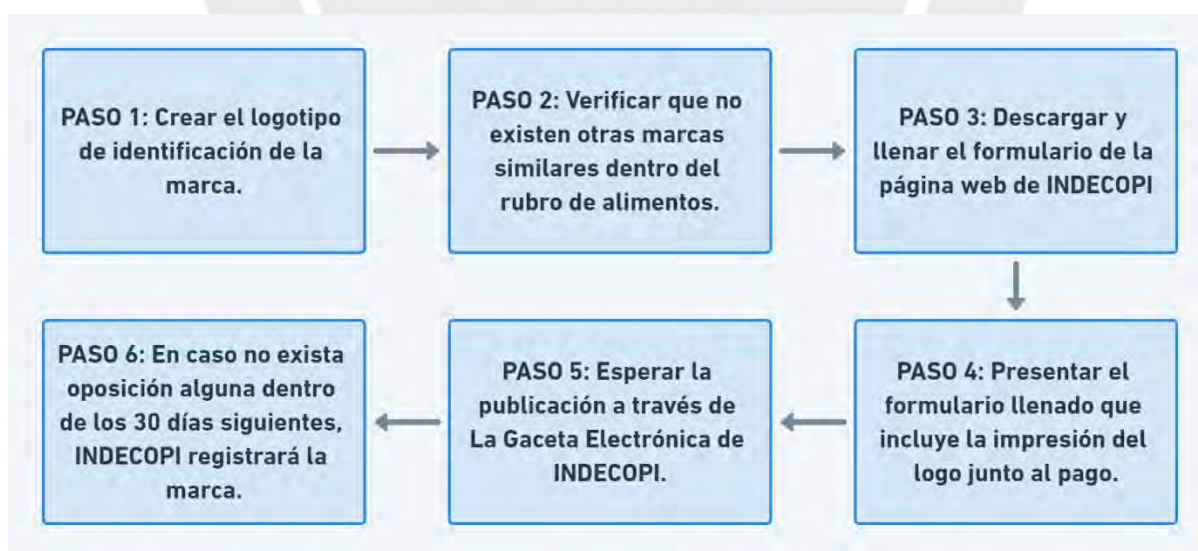 PASO 1: Crear el logotipo
de identificación de la
marca.
PASO 2: Verificar que no
existen otras marcas
similares dentro del
rubro de alimentos.
PASO 3: Descargar y
llenar el formulario de la
página web de INDECOPI
PASO 4: Presentar el
formulario llenado que
incluye la impresión del
logo junto al pago.
PASO 5: Esperar la
publicación a través de
La Gaceta Electrónica de
INDECOPI.
PASO 6: En caso no exista
oposición alguna dentro
de los 30 días siguientes,
INDECOPI registrará la
marca.